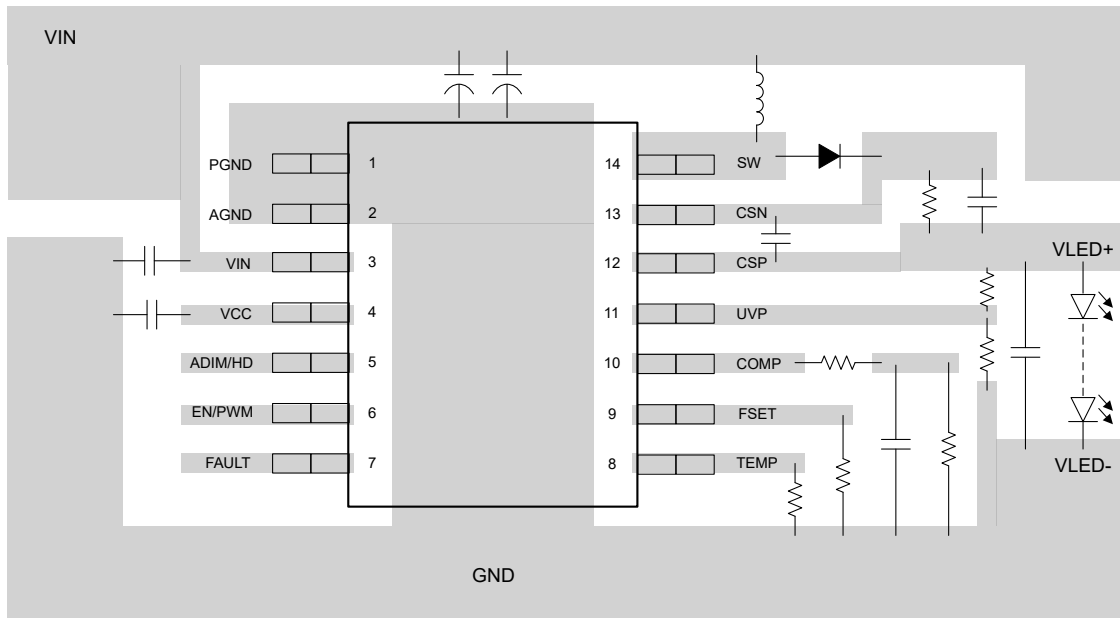 VIN
PGND 1 14 SW
AGND 2 13 CSN
VIN 3 12 CSP
VLED+
VCC 4 11 UVP
ADIM/HD 5 10 COMP
EN/PWM 6 9 FSET
FAULT 7 8 TEMP
VLED-
GND